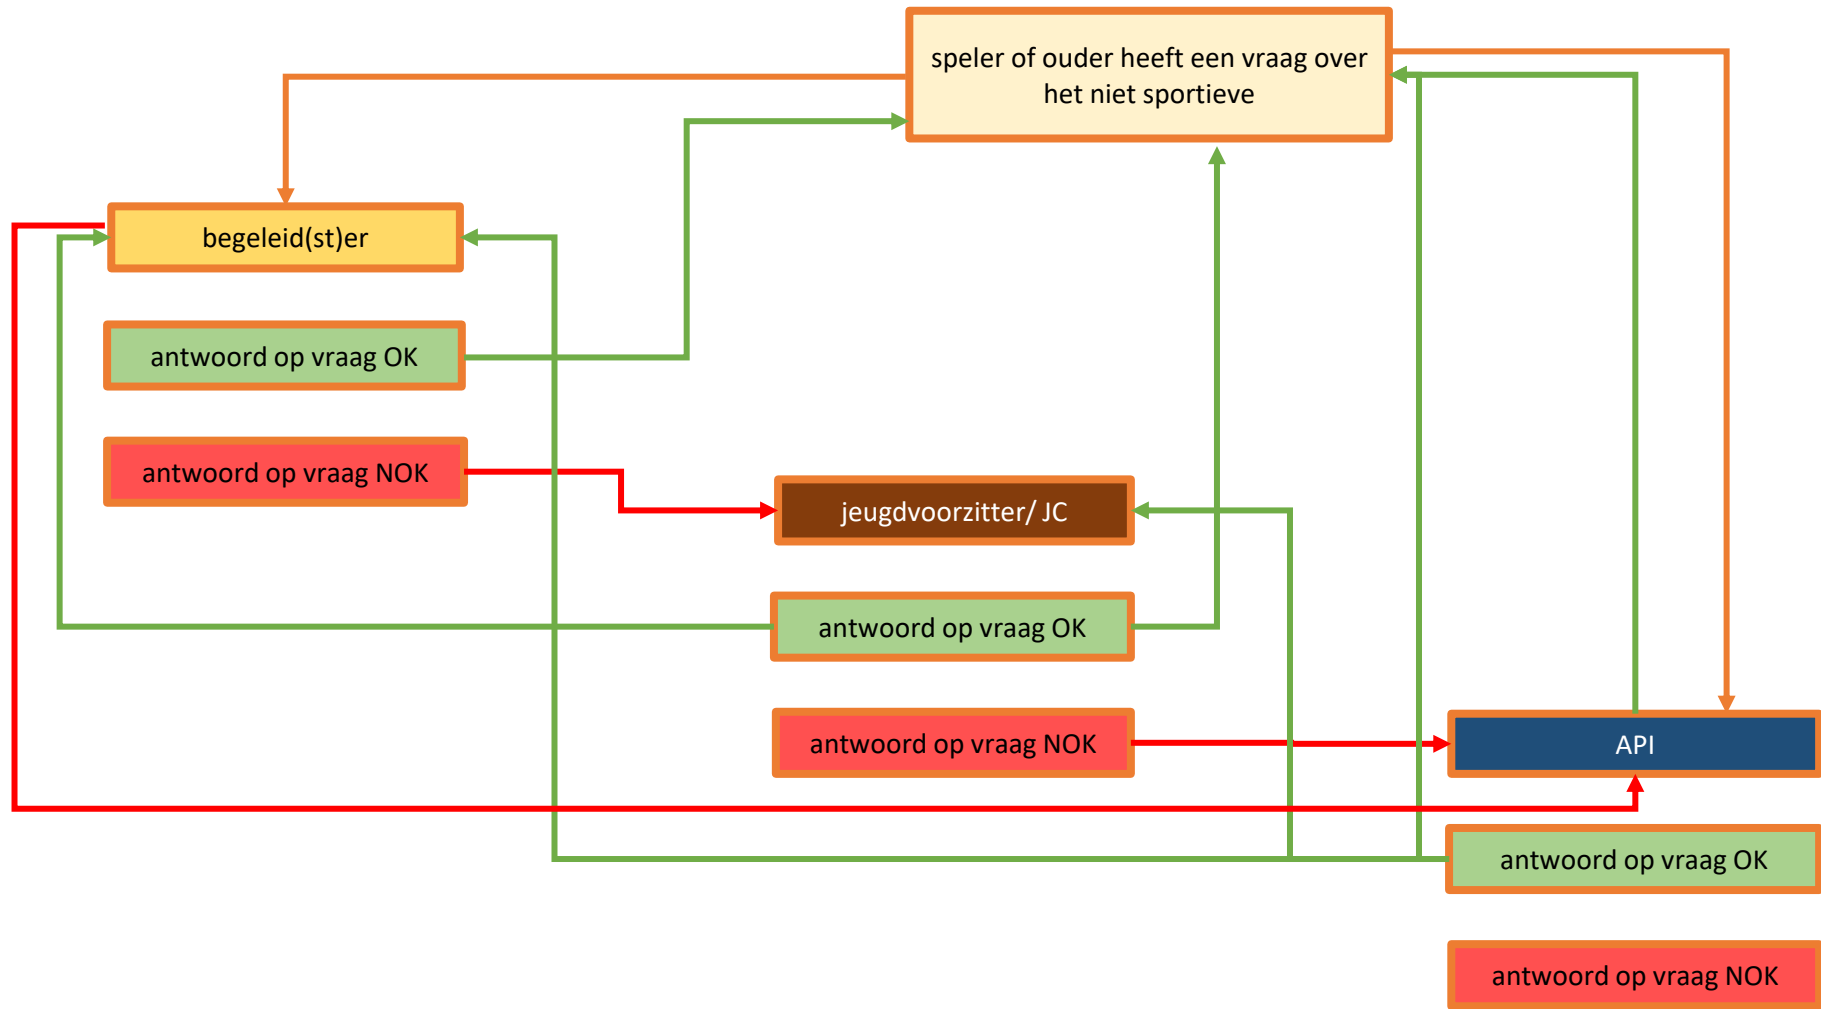 speler of ouder heeft een vraag over
het niet sportieve
begeleid(st)er
antwoord op vraag OK
antwoord op vraag NOK
jeugdvoorzitter/ JC
antwoord op vraag OK
antwoord op vraag NOK
API
antwoord op vraag OK
antwoord op vraag NOK